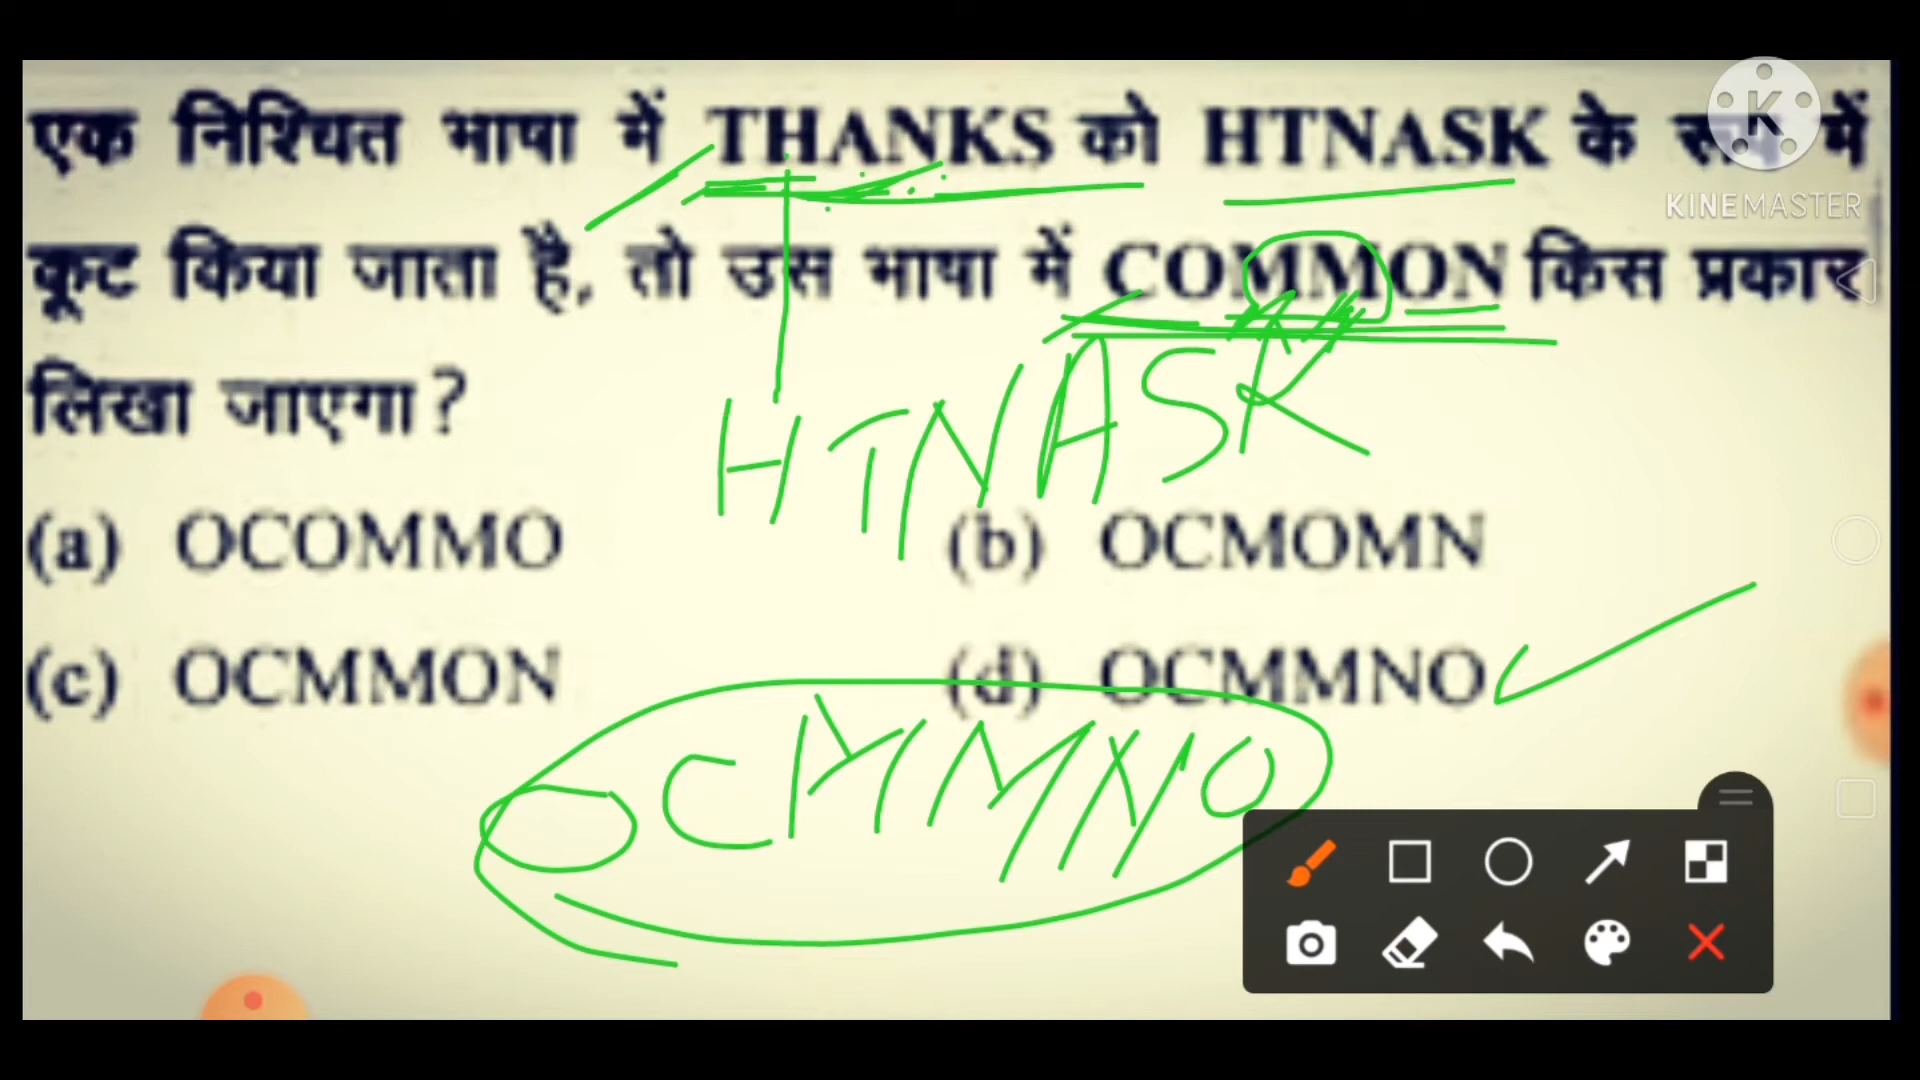 एक निश्चित भाषा में THANKS को HTNASK के रूप में
कूट किया जाता है, तो उस भाषा में COMMON किस प्रकार
लिखा जाएगा?
HTNASK
(a) OCOMMO (b) OCMOMN
(c) OCMMON (d) OCMMNO
OCMMNO
K
KINEMASTER